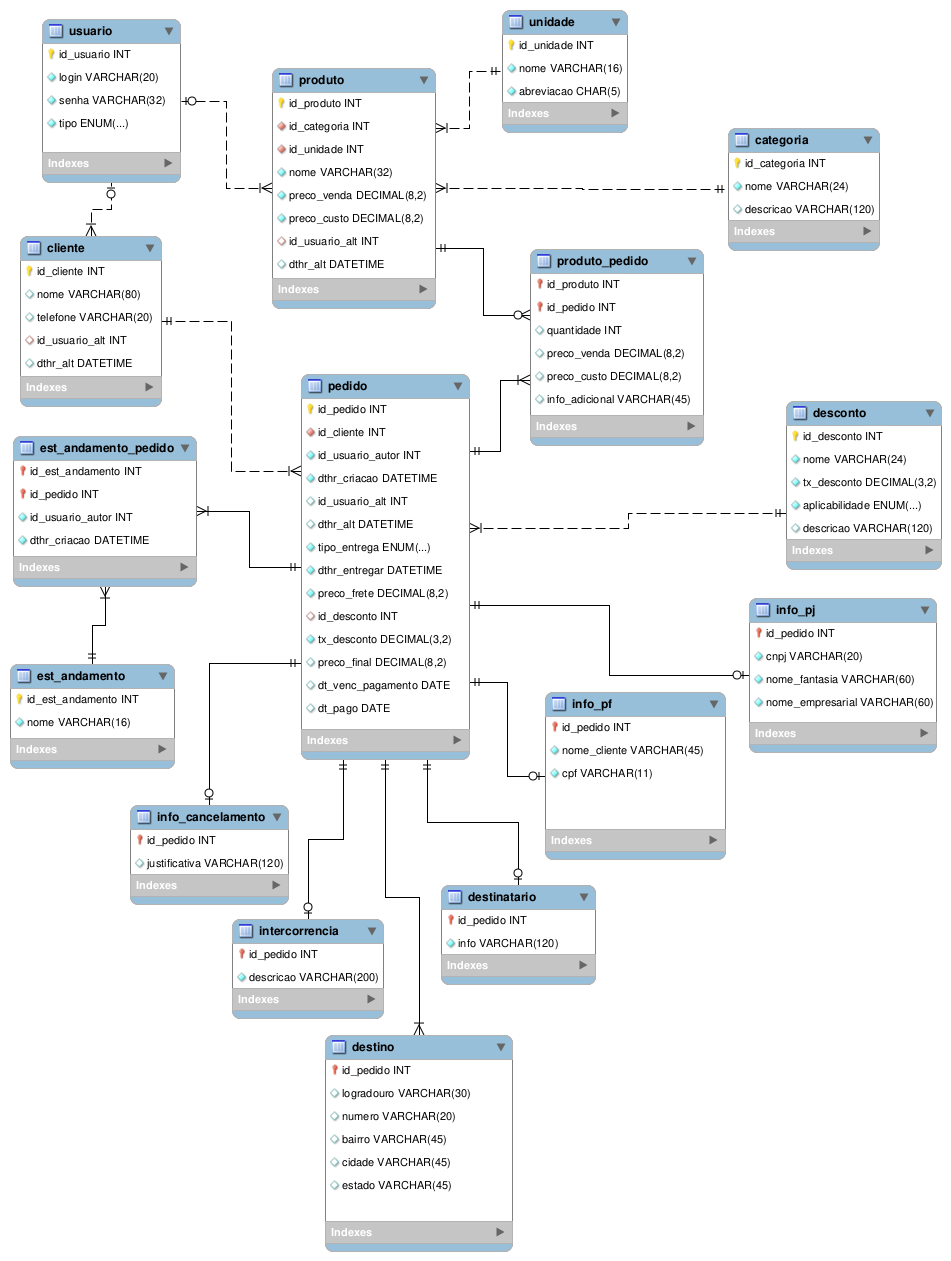 usuario
id_usuario INT
login VARCHAR(20)
senha VARCHAR(32)
tipo ENUM(...)
Indexes
produto
id_produto INT
id_categoria INT
id_unidade INT
nome VARCHAR(32)
preco_venda DECIMAL(8,2)
preco_custo DECIMAL(8,2)
id_usuario_alt INT
dthr_alt DATETIME
Indexes
unidade
id_unidade INT
nome VARCHAR(16)
abreviacao CHAR(5)
Indexes
categoria
id_categoria INT
nome VARCHAR(24)
descricao VARCHAR(120)
Indexes
cliente
id_cliente INT
nome VARCHAR(80)
telefone VARCHAR(20)
id_usuario_alt INT
dthr_alt DATETIME
Indexes
produto_pedido
id_produto INT
id_pedido INT
quantidade INT
preco_venda DECIMAL(8,2)
preco_custo DECIMAL(8,2)
info_adicional VARCHAR(45)
Indexes
pedido
id_pedido INT
id_cliente INT
id_usuario_autor INT
dthr_criacao DATETIME
id_usuario_alt INT
dthr_alt DATETIME
tipo_entrega ENUM(...)
dthr_entregar DATETIME
preco_frete DECIMAL(8,2)
id_desconto INT
tx_desconto DECIMAL(3,2)
preco_final DECIMAL(8,2)
dt_venc_pagamento DATE
dt_pago DATE
Indexes
desconto
id_desconto INT
nome VARCHAR(24)
tx_desconto DECIMAL(3,2)
aplicabilidade ENUM(...)
descricao VARCHAR(120)
Indexes
est_andamento_pedido
id_est_andamento INT
id_pedido INT
id_usuario_autor INT
dthr_criacao DATETIME
Indexes
est_andamento
id_est_andamento INT
nome VARCHAR(16)
Indexes
info_pj
id_pedido INT
cnpj VARCHAR(20)
nome_fantasia VARCHAR(60)
nome_empresarial VARCHAR(60)
Indexes
info_pf
id_pedido INT
nome_cliente VARCHAR(45)
cpf VARCHAR(11)
Indexes
info_cancelamento
id_pedido INT
justificativa VARCHAR(120)
Indexes
intercorrencia
id_pedido INT
descricao VARCHAR(200)
Indexes
destinatario
id_pedido INT
info VARCHAR(120)
Indexes
destino
id_pedido INT
logradouro VARCHAR(30)
numero VARCHAR(20)
bairro VARCHAR(45)
cidade VARCHAR(45)
estado VARCHAR(45)
Indexes